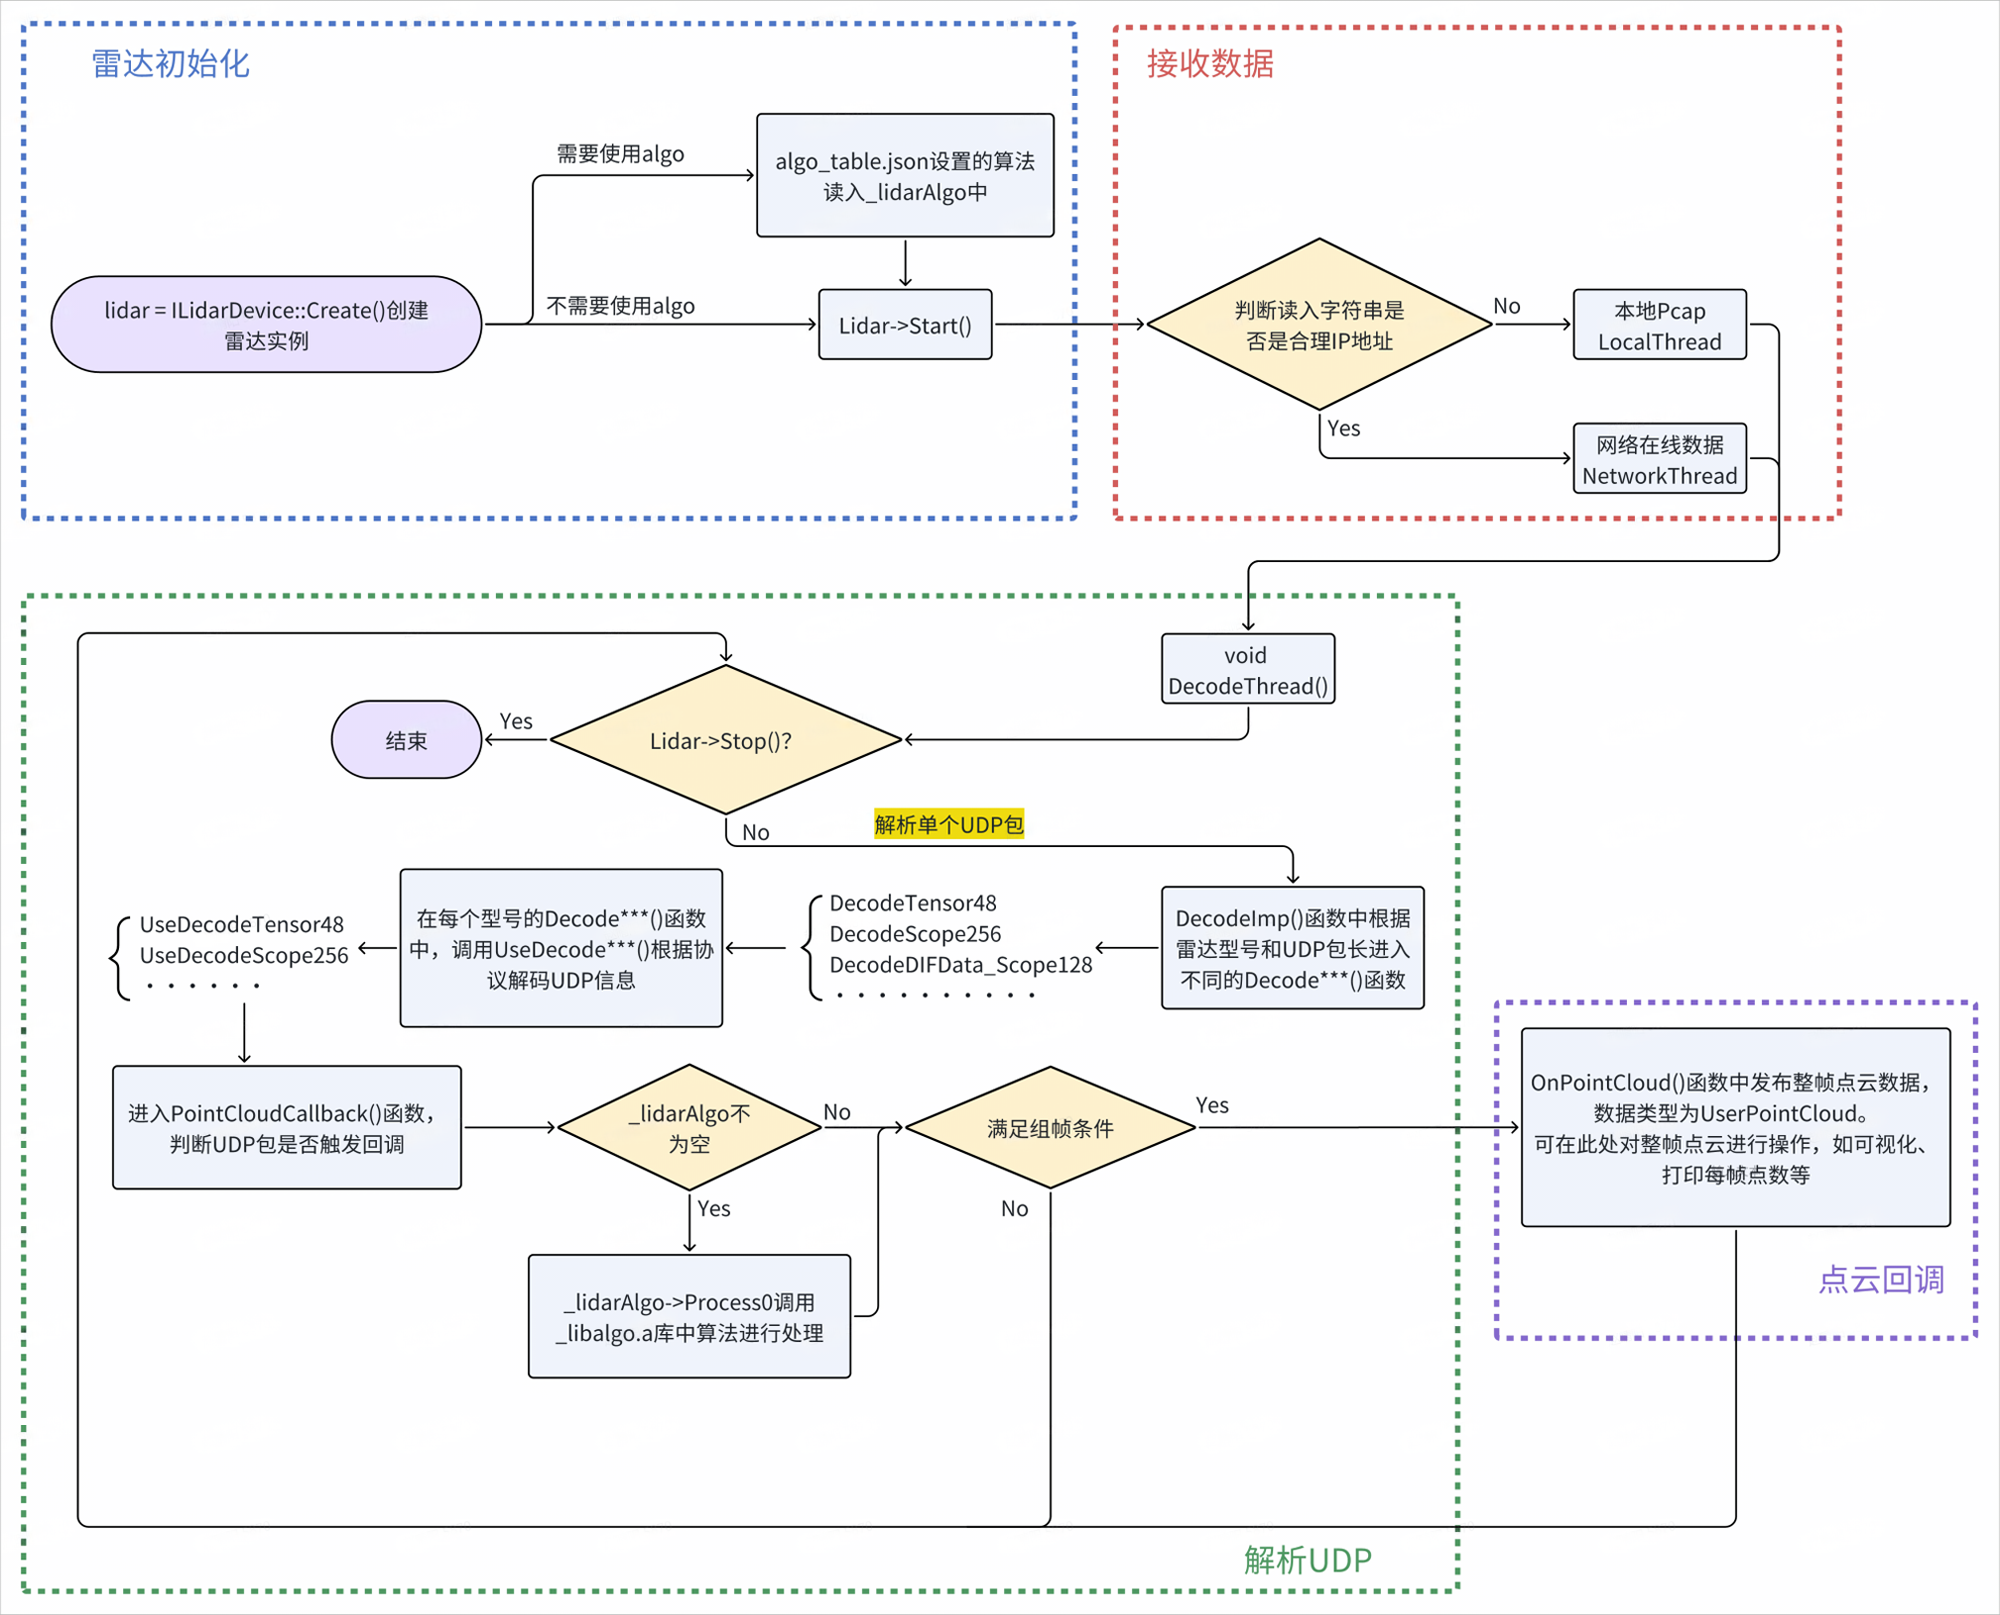 雷达初始化
需要使用algo
algo_table.json设置的算法
读入_lidarAlgo中
lidar = ILidarDevice::Create()创建
雷达实例
不需要使用algo
Lidar->Start()
接收数据
判断读入字符串是
否是合理IP地址
No
本地Pcap
LocalThread
Yes
网络在线数据
NetworkThread
void
DecodeThread()
Lidar->Stop()?
Yes
结束
No
解析单个UDP包
DecodeImp()函数中根据
雷达型号和UDP包长进入
不同的Decode***()函数
DecodeTensor48
DecodeScope256
DecodeDIFData_Scope128
· · · · · · · · · ·
在每个型号的Decode***()函数
中，调用UseDecode***()根据协
议解码UDP信息
UseDecodeTensor48
UseDecodeScope256
· · · · · ·
进入PointCloudCallback()函数，
判断UDP包是否触发回调
_lidarAlgo不
为空
No
Yes
_lidarAlgo->Process0调用
_libalgo.a库中算法进行处理
满足组帧条件
Yes
No
OnPointCloud()函数中发布整帧点云数据，
数据类型为UserPointCloud。
可在此处对整帧点云进行操作，如可视化、
打印每帧点数等
点云回调
解析UDP